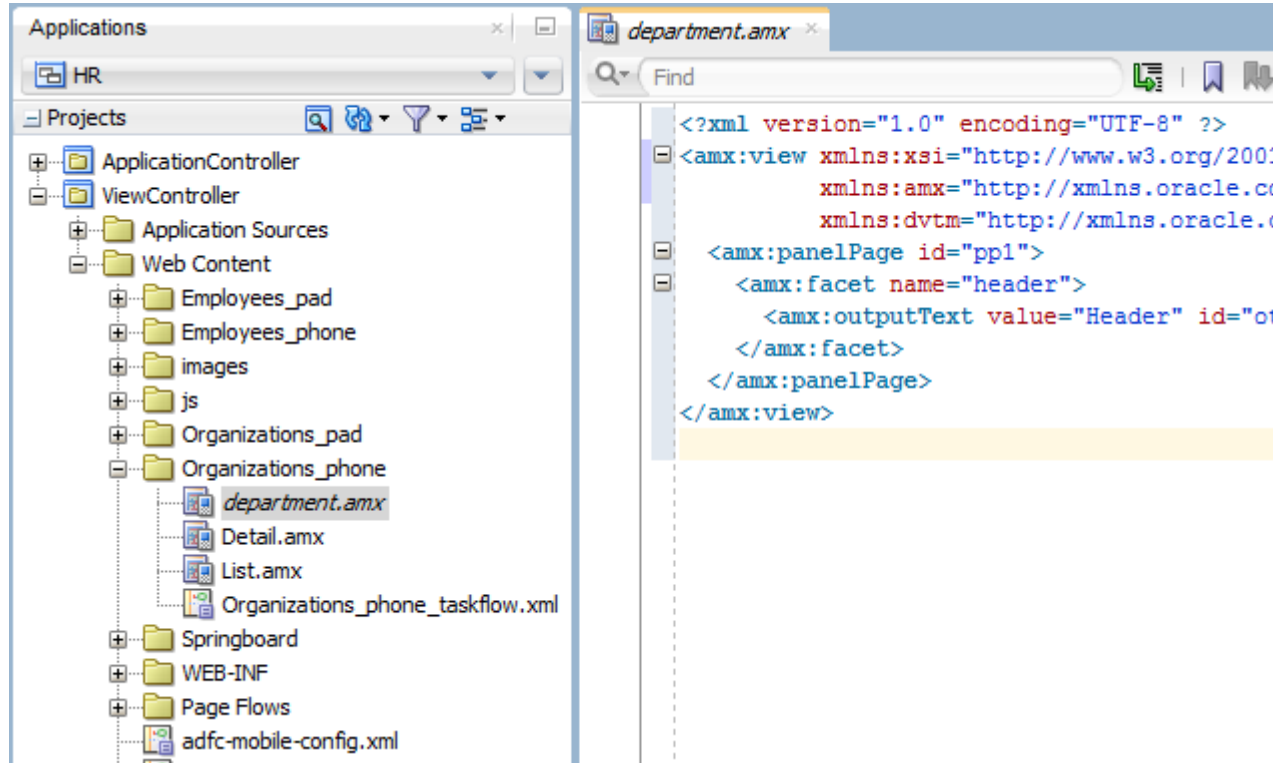 Applications
HR
Projects
ApplicationController
ViewController
Application Sources
Web Content
Employees_pad
Employees_phone
images
js
Organizations_pad
Organizations_phone
department.amx
Detail.amx
List.amx
Organizations_phone_taskflow.xml
Springboard
WEB-INF
Page Flows
adfc-mobile-config.xml
department.amx
Find
<?xml version="1.0" encoding="UTF-8" ?>
<amx:view xmlns:xsi="http://www.w3.org/2001
xmlns:amx="http://xmlns.oracle.co
xmlns:dvtm="http://xmlns.oracle.
<amx:panelPage id="pp1">
<amx:facet name="header">
<amx:outputText value="Header" id="ot
</amx:facet>
</amx:panelPage>
</amx:view>